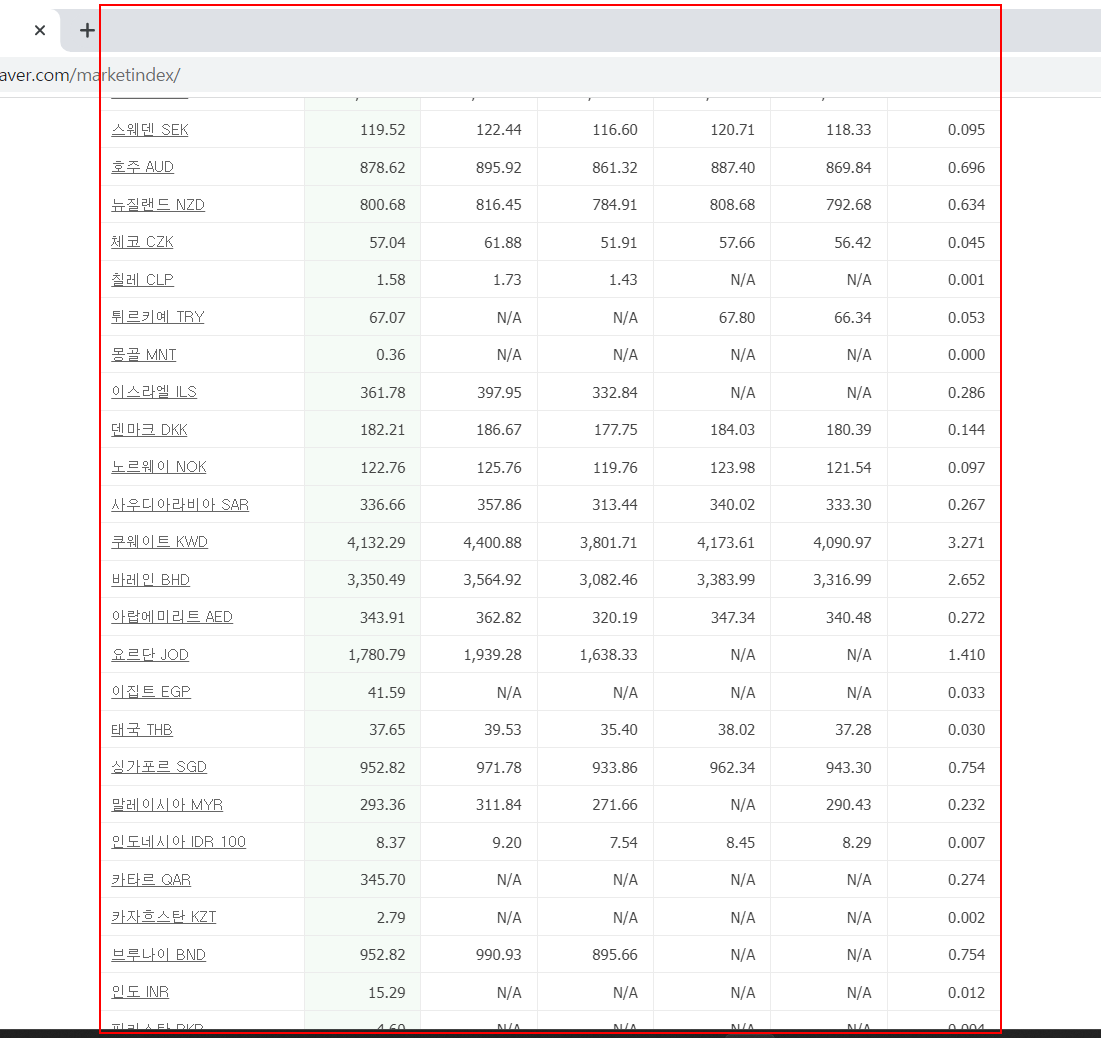 aver.com/marketindex/
스웨덴 SEK 119.52 122.44 116.60 120.71 118.33 0.095
호주 AUD 878.62 895.92 861.32 887.40 869.84 0.696
뉴질랜드 NZD 800.68 816.45 784.91 808.68 792.68 0.634
체코 CZK 57.04 61.88 51.91 57.66 56.42 0.045
칠레 CLP 1.58 1.73 1.43 N/A N/A 0.001
튀르키예 TRY 67.07 N/A N/A 67.80 66.34 0.053
몽골 MNT 0.36 N/A N/A N/A N/A 0.000
이스라엘 ILS 361.78 397.95 332.84 N/A N/A 0.286
덴마크 DKK 182.21 186.67 177.75 184.03 180.39 0.144
노르웨이 NOK 122.76 125.76 119.76 123.98 121.54 0.097
사우디아라비아 SAR 336.66 357.86 313.44 340.02 333.30 0.267
쿠웨이트 KWD 4,132.29 4,400.88 3,801.71 4,173.61 4,090.97 3.271
바레인 BHD 3,350.49 3,564.92 3,082.46 3,383.99 3,316.99 2.652
아랍에미리트 AED 343.91 362.82 320.19 347.34 340.48 0.272
요르단 JOD 1,780.79 1,939.28 1,638.33 N/A N/A 1.410
이집트 EGP 41.59 N/A N/A N/A N/A 0.033
태국 THB 37.65 39.53 35.40 38.02 37.28 0.030
싱가포르 SGD 952.82 971.78 933.86 962.34 943.30 0.754
말레이시아 MYR 293.36 311.84 271.66 N/A 290.43 0.232
인도네시아 IDR 100 8.37 9.20 7.54 8.45 8.29 0.007
카타르 QAR 345.70 N/A N/A N/A N/A 0.274
카자흐스탄 KZT 2.79 N/A N/A N/A N/A 0.002
브루나이 BND 952.82 990.93 895.66 N/A N/A 0.754
인도 INR 15.29 N/A N/A N/A N/A 0.012
파키스탄 PKR 4.60 N/A N/A N/A N/A 0.004